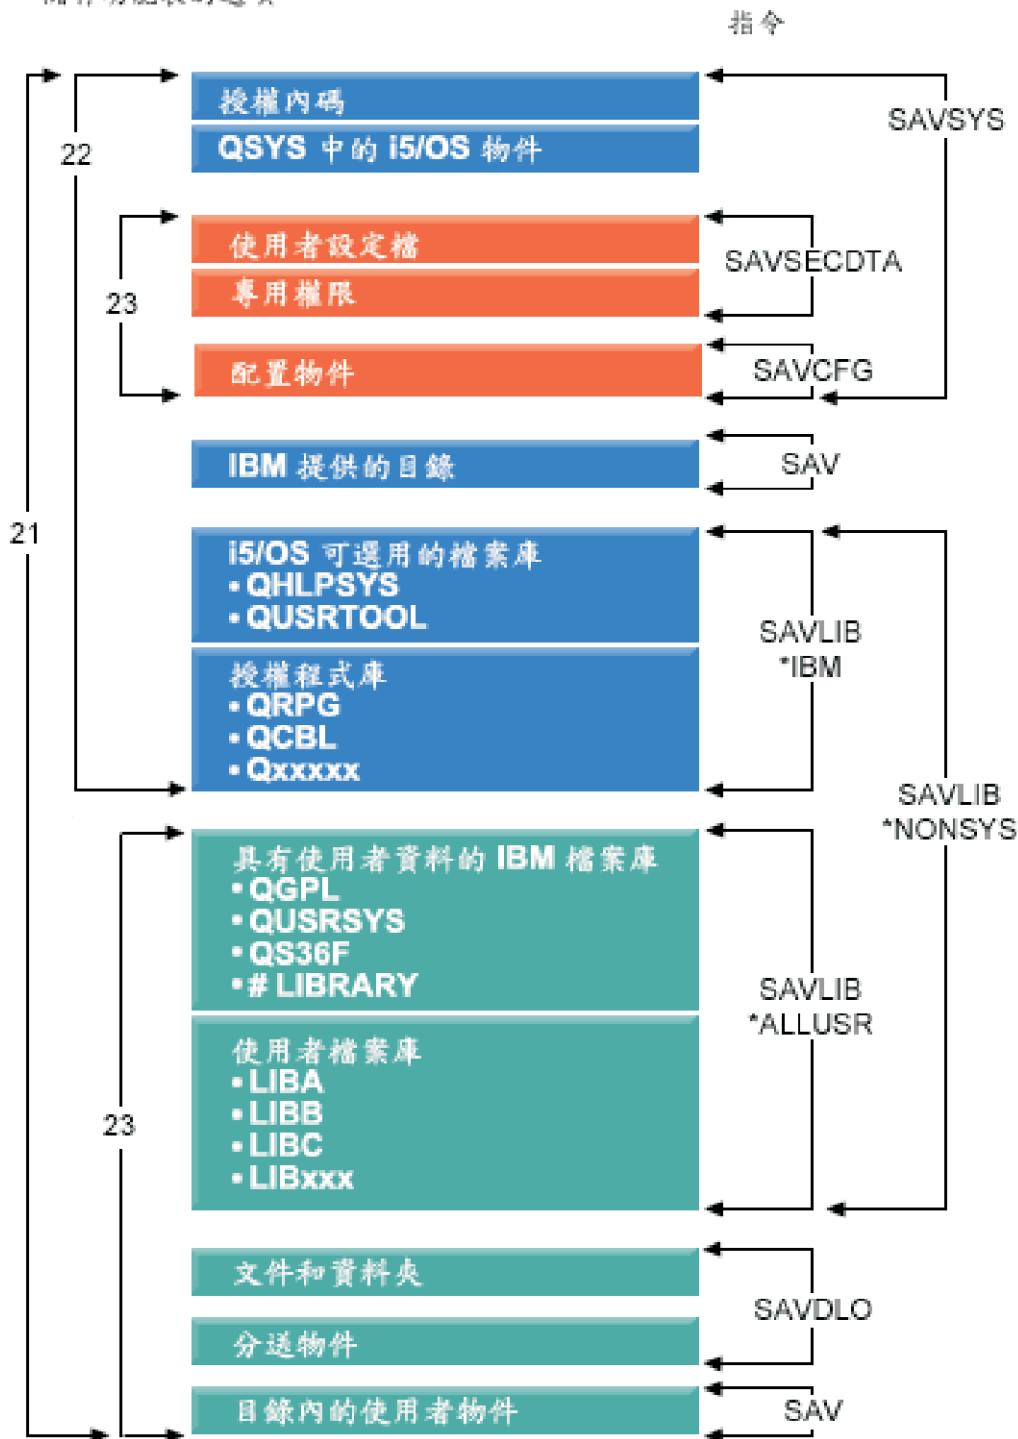 指令
授權內碼
SAVSYS
QSYS 中的 i5/OS 物件
22
使用者設定檔
SAVSECDTA
專用權限
23
配置物件
SAVCFG
IBM 提供的目錄
SAV
21
i5/OS 可選用的檔案庫
• QHLPSYS
• QUSRTOOL
SAVLIB
*IBM
授權程式庫
• QRPG
• QCBL
• Qxxxxx
SAVLIB
*NONSYS
具有使用者資料的 IBM 檔案庫
• QGPL
• QUSRSYS
• QS36F
• # LIBRARY
SAVLIB
*ALLUSR
使用者檔案庫
• LIBA
• LIBB
• LIBC
• LIBxxx
23
文件和資料夾
SAVDLO
分送物件
目錄內的使用者物件
SAV